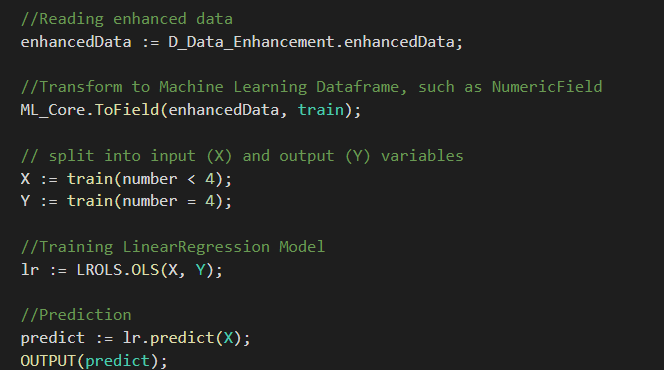 //Reading enhanced data
enhancedData := D_Data_Enhancement.enhancedData;
//Transform to Machine Learning Dataframe, such as NumericField
ML_Core.ToField(enhancedData, train);
// split into input (X) and output (Y) variables
X := train(number < 4);
Y := train(number = 4);
//Training LinearRegression Model
lr := LROLS.OLS(X, Y);
//Prediction
predict := lr.predict(X);
OUTPUT(predict);